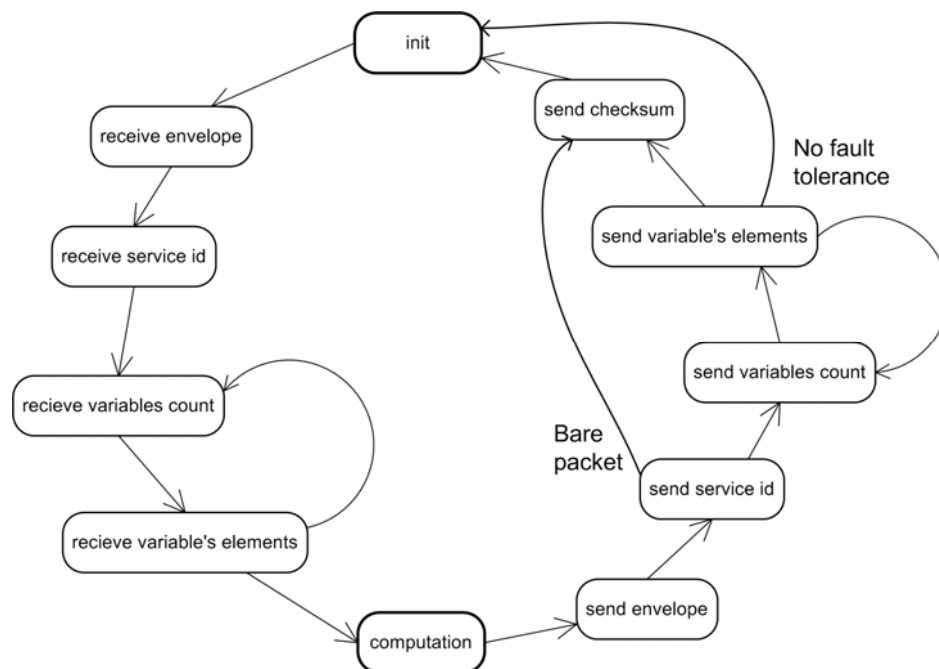 init
send checksum
receive envelope
No fault
tolerance
send variable's elements
receive service id
send variables count
recieve variables count
Bare
packet
send service id
recieve variable's elements
send envelope
computation